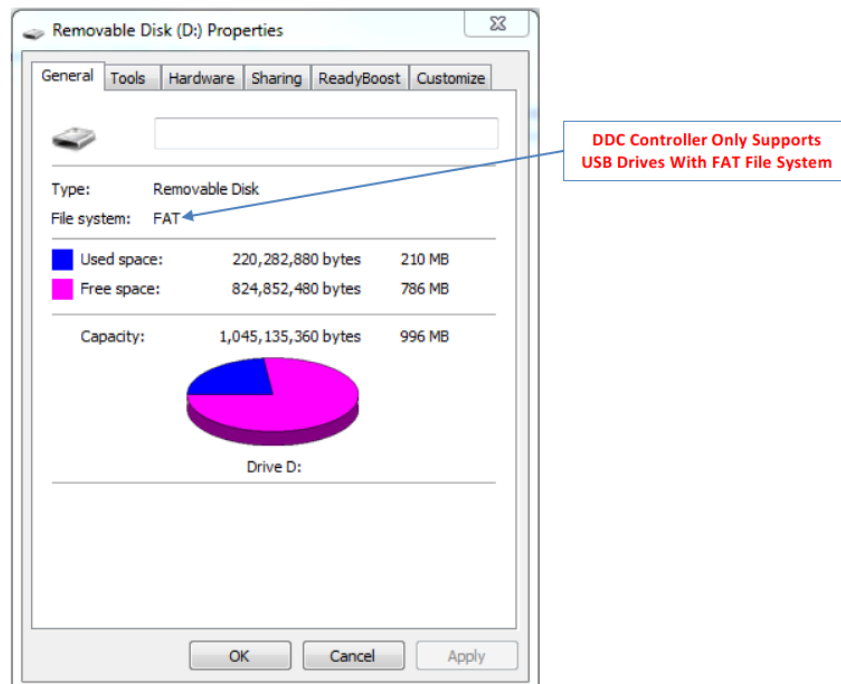 Removable Disk (D:) Properties
General Tools Hardware Sharing ReadyBoost Customize
DDC Controller Only Supports
USB Drives With FAT File System
Type: Removable Disk
File system: FAT
Used space: 220,282,880 bytes 210 MB
Free space: 824,852,480 bytes 786 MB
Capacity: 1,045,135,360 bytes 996 MB
Drive D:
OK Cancel Apply